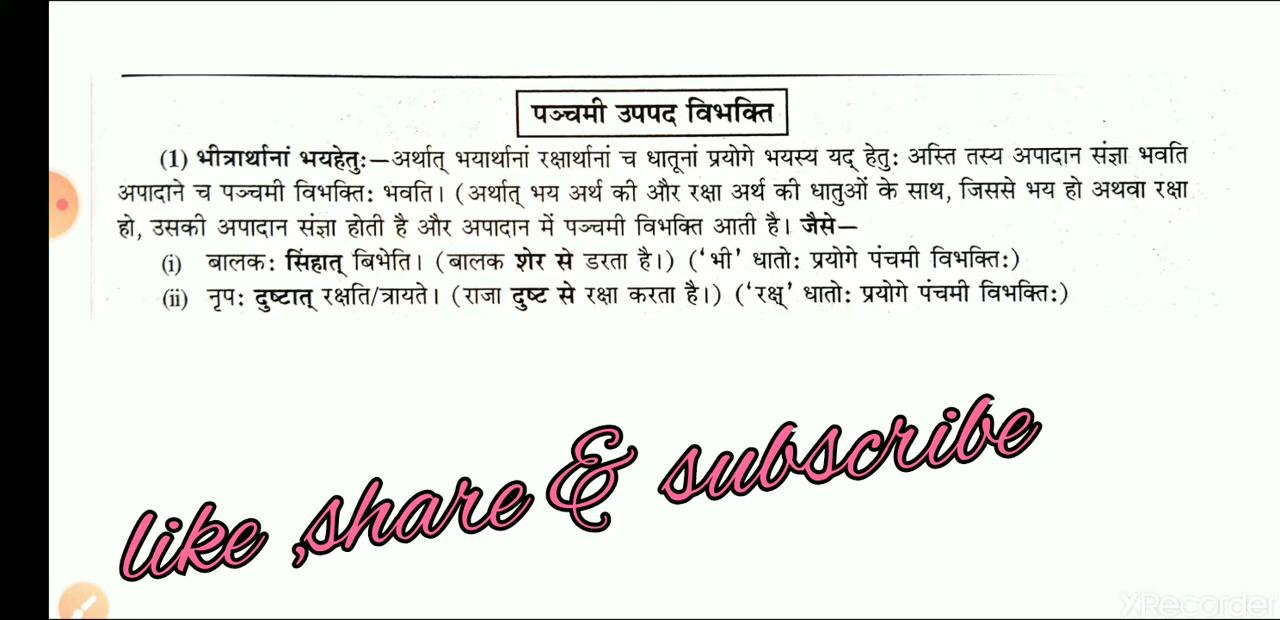 पञ्चमी उपपद विभक्ति
(1) भीत्रार्थानां भयहेतुः—अर्थात् भयार्थानां रक्षार्थानां च धातूनां प्रयोगे भयस्य यद् हेतुः अस्ति तस्य अपादान संज्ञा भवति
अपादाने च पञ्चमी विभक्तिः भवति। (अर्थात् भय अर्थ की और रक्षा अर्थ की धातुओं के साथ, जिससे भय हो अथवा रक्षा
हो, उसकी अपादान संज्ञा होती है और अपादान में पञ्चमी विभक्ति आती है। जैसे—
(i) बालकः सिंहात् बिभेति। (बालक शेर से डरता है।) ('भी' धातोः प्रयोगे पंचमी विभक्तिः)
(ii) नृपः दुष्टात् रक्षति/त्रायते। (राजा दुष्ट से रक्षा करता है।) ('रक्ष्' धातोः प्रयोगे पंचमी विभक्तिः)
like ,share & subscribe
XRecorder